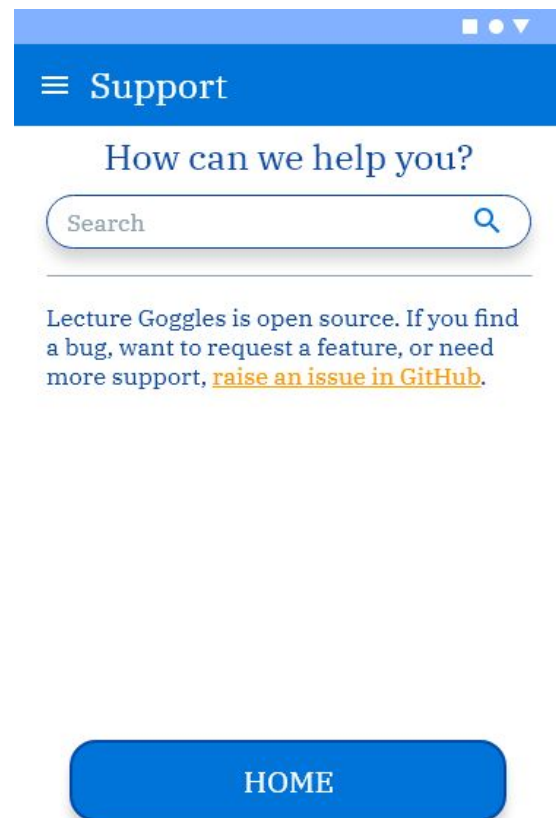 Support
How can we help you?
Search
Lecture Goggles is open source. If you find
a bug, want to request a feature, or need
more support, raise an issue in GitHub.
HOME